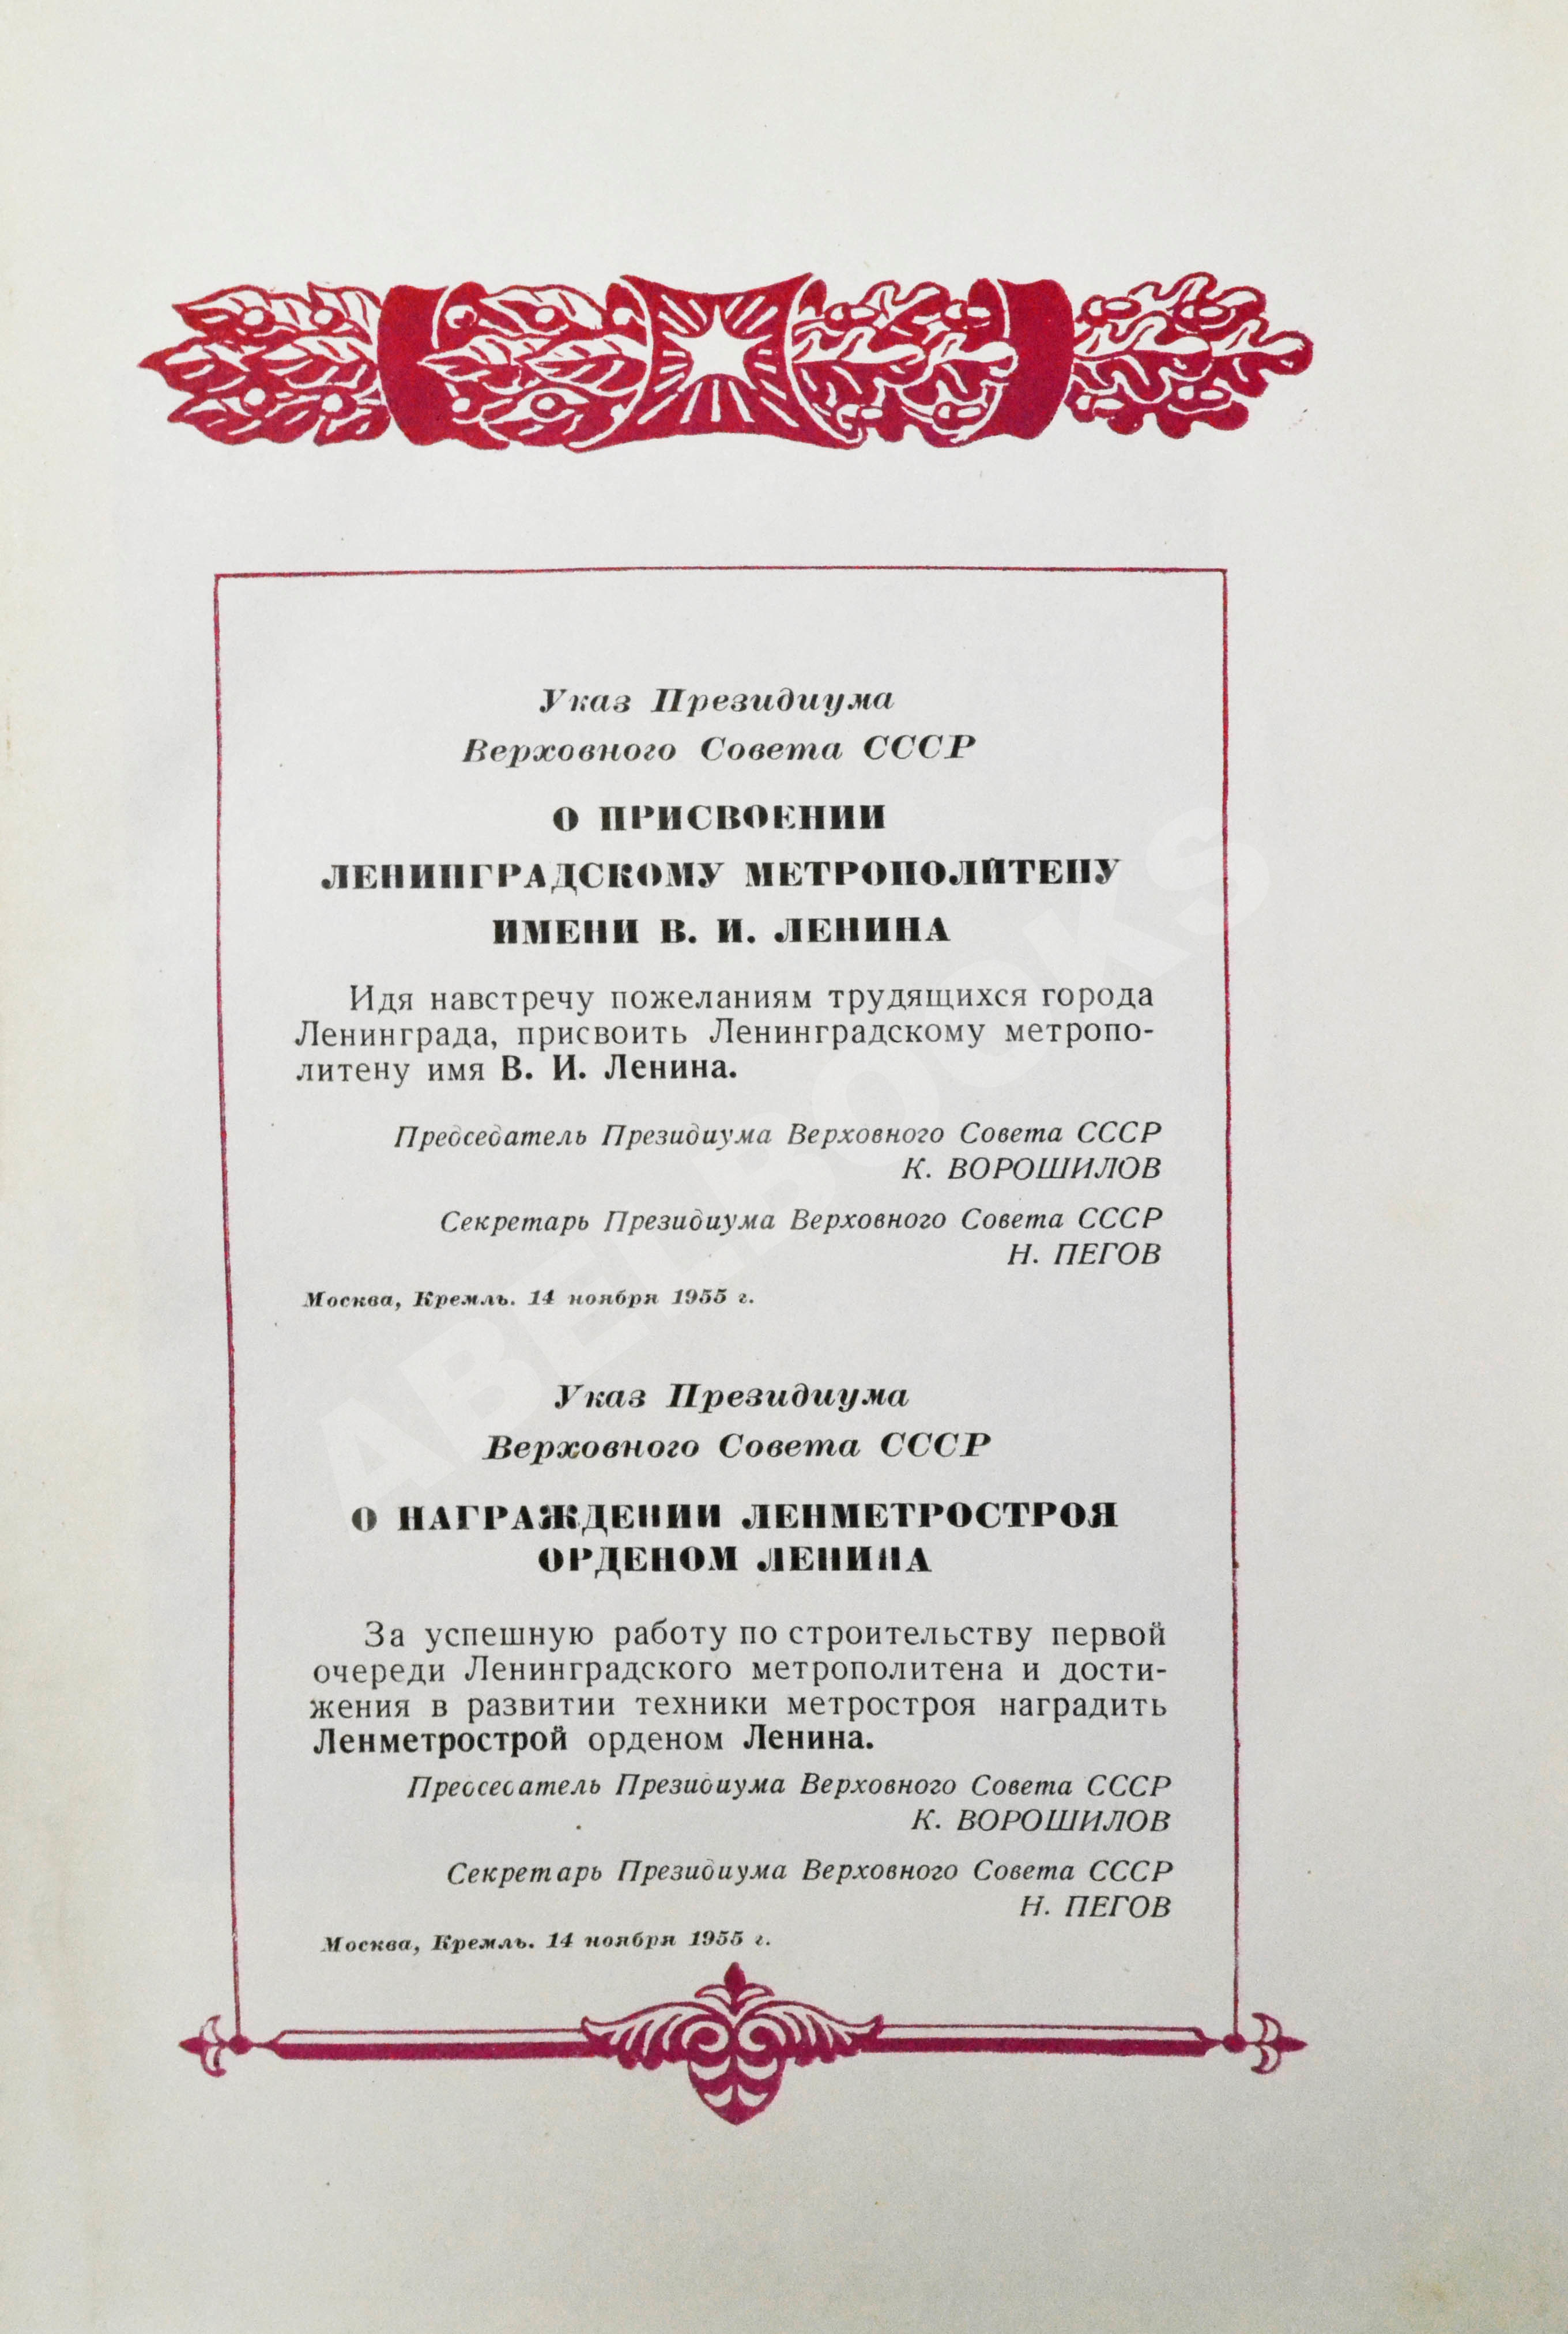 Указ Президиума
Верховного Совета СССР
О ПРИСВОЕНИИ
ЛЕНИНГРАДСКОМУ МЕТРОПОЛИТЕНУ
ИМЕНИ В. И. ЛЕНИНА
Идя навстречу пожеланиям трудящихся города
Ленинграда, присвоить Ленинградскому метропо-
литену имя В. И. Ленина.
Председатель Президиума Верховного Совета СССР
К. ВОРОШИЛОВ
Секретарь Президиума Верховного Совета СССР
Н. ПЕГОВ
Москва, Кремль. 14 ноября 1955 г.
Указ Президиума
Верховного Совета СССР
О НАГРАЖДЕНИИ ЛЕНМЕТРОСТРОЯ
ОРДЕНОМ ЛЕНИНА
За успешную работу по строительству первой
очереди Ленинградского метрополитена и дости-
жения в развитии техники метростроя наградить
Ленметрострой орденом Ленина.
Председатель Президиума Верховного Совета СССР
К. ВОРОШИЛОВ
Секретарь Президиума Верховного Совета СССР
Н. ПЕГОВ
Москва, Кремль. 14 ноября 1955 г.
ABELBOOKS